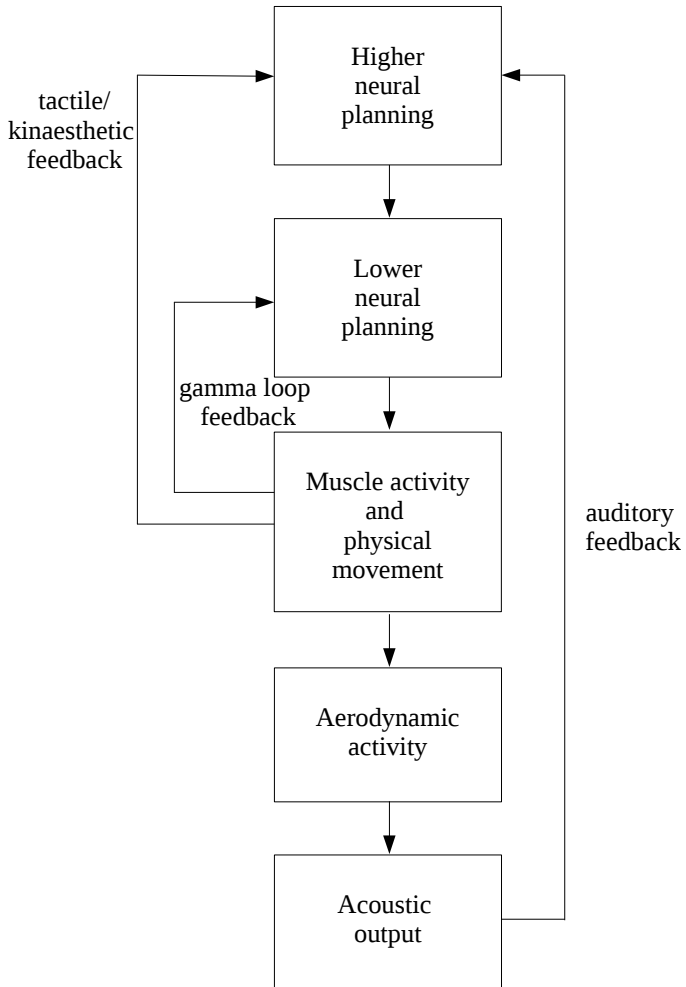 Higher
neural
planning
tactile/
kinaesthetic
feedback
Lower
neural
planning
gamma loop
feedback
Muscle activity
and
physical
movement
auditory
feedback
Aerodynamic
activity
Acoustic
output